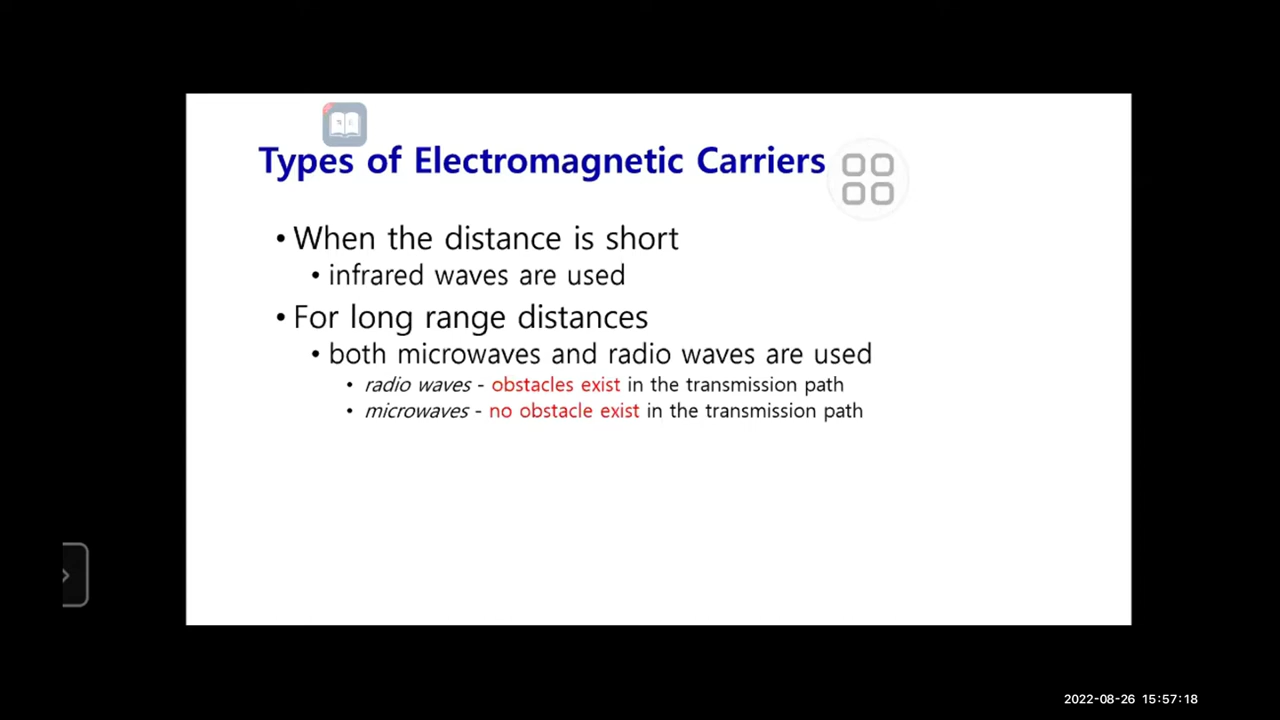 Types of Electromagnetic Carriers
• When the distance is short
• infrared waves are used
• For long range distances
• both microwaves and radio waves are used
• radio waves - obstacles exist in the transmission path
• microwaves - no obstacle exist in the transmission path
2022-08-26 15:57:18